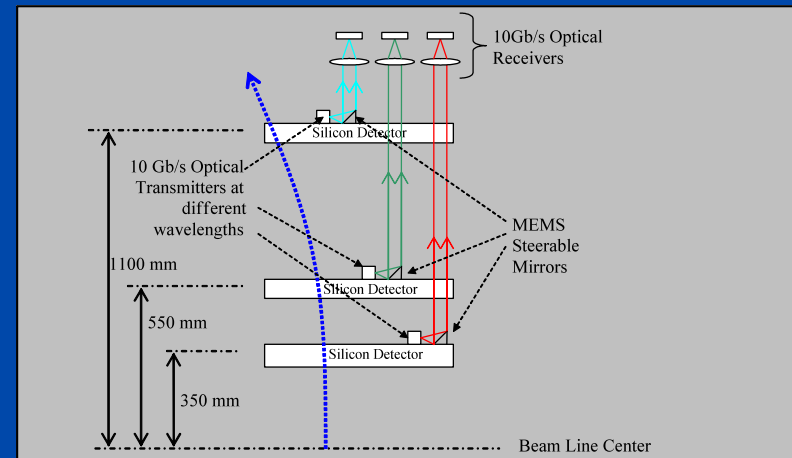 10Gb/s Optical
Receivers
Silicon Detector
10 Gb/s Optical
Transmitters at
different
wavelengths
MEMS
Steerable
Mirrors
1100 mm
Silicon Detector
550 mm
Silicon Detector
350 mm
Beam Line Center